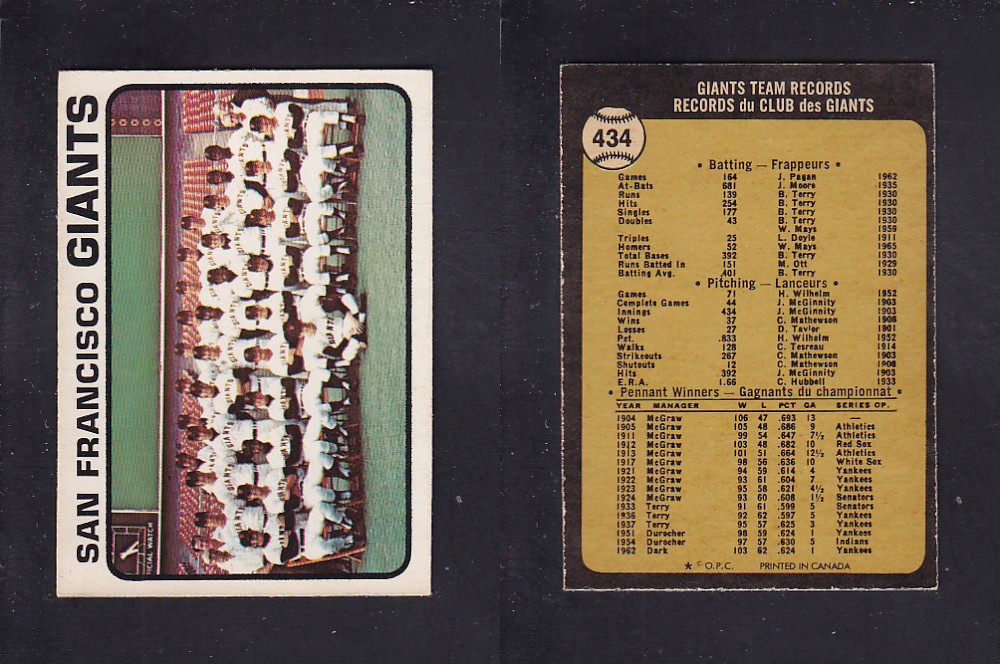 SAN FRANCISCO GIANTS
FICIAL WATCH
GIANTS TEAM RECORDS
RECORDS du CLUB des GIANTS
434
• Batting — Frappeurs •
Games 164 J. Pagan 1962
At-Bats 681 J. Moore 1935
Runs 139 B. Terry 1930
Hits 254 B. Terry 1930
Singles 177 B. Terry 1930
Doubles 43 B. Terry 1930
W. Mays 1959
Triples 25 L. Doyle 1911
Homers 52 W. Mays 1965
Total Bases 392 B. Terry 1930
Runs Batted In 151 M. Ott 1929
Batting Avg. .401 B. Terry 1930
• Pitching — Lanceurs •
Games 71 H. Wilhelm 1952
Complete Games 44 J. McGinnity 1903
Innings 434 J. McGinnity 1903
Wins 37 C. Mathewson 1908
Losses 27 D. Taylor 1901
Pct. .833 H. Wilhelm 1952
Walks 128 C. Tesreau 1914
Strikeouts 267 C. Mathewson 1903
Shutouts 12 C. Mathewson 1908
Hits 392 J. McGinnity 1903
E.R.A. 1.66 C. Hubbell 1933
• Pennant Winners — Gagnants du championnat •
YEAR MANAGER W L PCT GA SERIES OP.
1904 McGraw 106 47 .693 13 —
1905 McGraw 105 48 .686 9 Athletics
1911 McGraw 99 54 .647 7½ Athletics
1912 McGraw 103 48 .682 10 Red Sox
1913 McGraw 101 51 .664 12½ Athletics
1917 McGraw 98 56 .636 10 White Sox
1921 McGraw 94 59 .614 4 Yankees
1922 McGraw 93 61 .604 7 Yankees
1923 McGraw 95 58 .621 4½ Yankees
1924 McGraw 93 60 .608 1½ Senators
1933 Terry 91 61 .599 5 Senators
1936 Terry 92 62 .597 5 Yankees
1937 Terry 95 57 .625 3 Yankees
1951 Durocher 98 59 .624 1 Yankees
1954 Durocher 97 57 .630 5 Indians
1962 Dark 103 62 .624 1 Yankees
★ © O.P.C. PRINTED IN CANADA